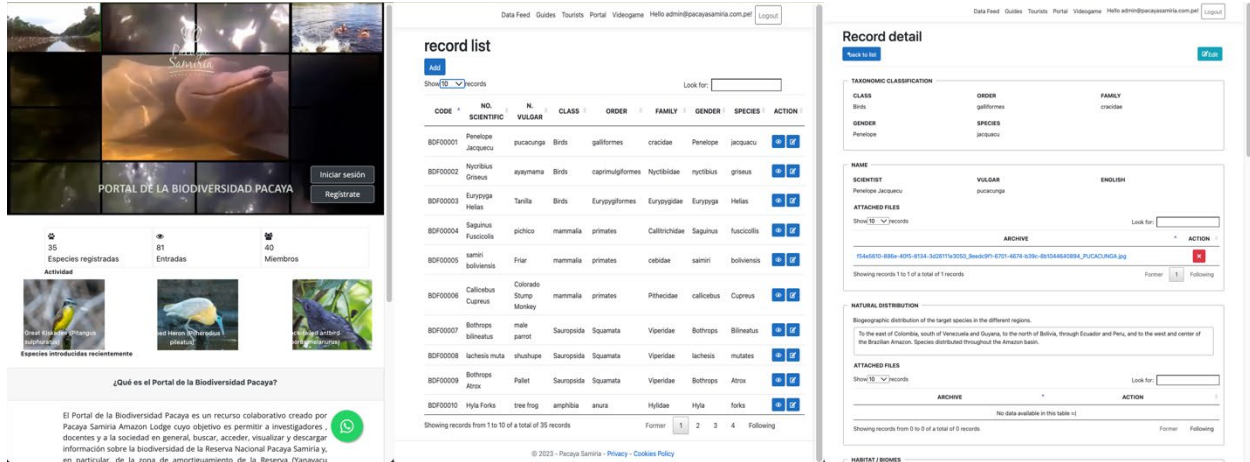 Pacaya
Samiria
PORTAL DE LA BIODIVERSIDAD PACAYA
Iniciar sesión
Regístrate
35
Especies registradas
81
Entradas
40
Miembros
Actividad
Great Kiskadee (Pitangus
sulphuratus)
ed Heron (Pilherodius
pileatus)
Especies introducidas recientemente
¿Qué es el Portal de la Biodiversidad Pacaya?
El Portal de la Biodiversidad Pacaya es un recurso colaborativo creado por
Pacaya Samiria Amazon Lodge cuyo objetivo es permitir a investigadores ,
docentes y a la sociedad en general, buscar, acceder, visualizar y descargar
información sobre la biodiversidad de la Reserva Nacional Pacaya Samiria y,
en particular, de la zona de amortiguamiento de la Reserva (Yanayacu
Data Feed Guides Tourists Portal Videogame Hello admin@pacayasamiria.com.pe! Logout
record list
Add
Show 10 records Look for:
CODE NO. SCIENTIFIC N. VULGAR CLASS ORDER FAMILY GENDER SPECIES ACTION
BDF00001 Penelope Jacquecu pucacunga Birds galliformes cracidae Penelope jacquacu
BDF00002 Nycribius Griseus ayaymama Birds caprimulgiformes Nyctibiidae nyctibius griseus
BDF00003 Eurypyga Helias Tanilla Birds Eurypygiformes Eurypygidae Eurypyga Helias
BDF00004 Saguinus Fuscicolis pichico mammalia primates Callitrichidae Saguinus fuscicollis
BDF00005 samiri boliviensis Friar mammalia primates cebidae saimiri boliviensis
BDF00006 Callicebus Cupreus Colorado Stump Monkey mammalia primates Pithecidae callicebus Cupreus
BDF00007 Bothrops bilineatus male parrot Sauropsida Squamata Viperidae Bothrops Bilineatus
BDF00008 lachesis muta shushupe Sauropsida Squamata Viperidae lachesis mutates
BDF00009 Bothrops Atrox Pallet Sauropsida Squamata Viperidae Bothrops Atrox
BDF00010 Hyla Forks tree frog amphibia anura Hylidae Hyla forks
Showing records from 1 to 10 of a total of 35 records Former 1 2 3 4 Following
© 2023 - Pacaya Samiria - Privacy - Cookies Policy
Data Feed Guides Tourists Portal Videogame Hello admin@pacayasamiria.com.pe! Logout
Record detail
back to list Edit
TAXONOMIC CLASSIFICATION
CLASS ORDER FAMILY
Birds galliformes cracidae
GENDER SPECIES
Penelope jacquacu
NAME
SCIENTIST VULGAR ENGLISH
Penelope Jacquecu pucacunga
ATTACHED FILES
Show 10 records Look for:
ARCHIVE ACTION
Showing records 1 to 1 of a total of 1 records Former 1 Following
NATURAL DISTRIBUTION
Biogeographic distribution of the target species in the different regions.
To the east of Colombia, south of Venezuela and Guyana, to the north of Bolivia, through Ecuador and Peru, and to the west and center of
the Brazilian Amazon. Species distributed throughout the Amazon basin.
ATTACHED FILES
Show 10 records Look for:
ARCHIVE ACTION
No data available in this table =(
Showing records from 0 to 0 of a total of 0 records Former Following
HABITAT / BIOMES